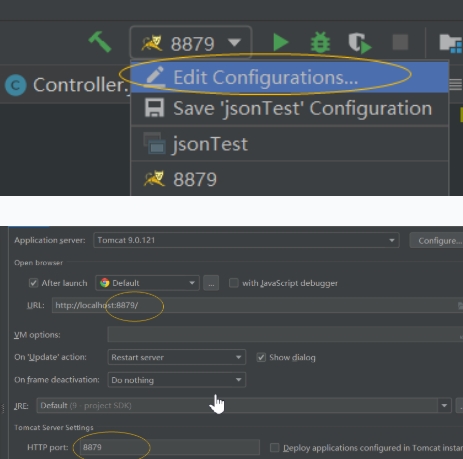 8879
Controller
Edit Configurations...
Save 'jsonTest' Configuration
jsonTest
8879
Application server: Tomcat 9.0.121 Configure...
Open browser
After launch Default ... with JavaScript debugger
URL: http://localhost:8879/
VM options:
On 'Update' action: Restart server Show dialog
On frame deactivation: Do nothing
JRE: Default (9 - project SDK)
Tomcat Server Settings
HTTP port: 8879 Deploy applications configured in Tomcat instan